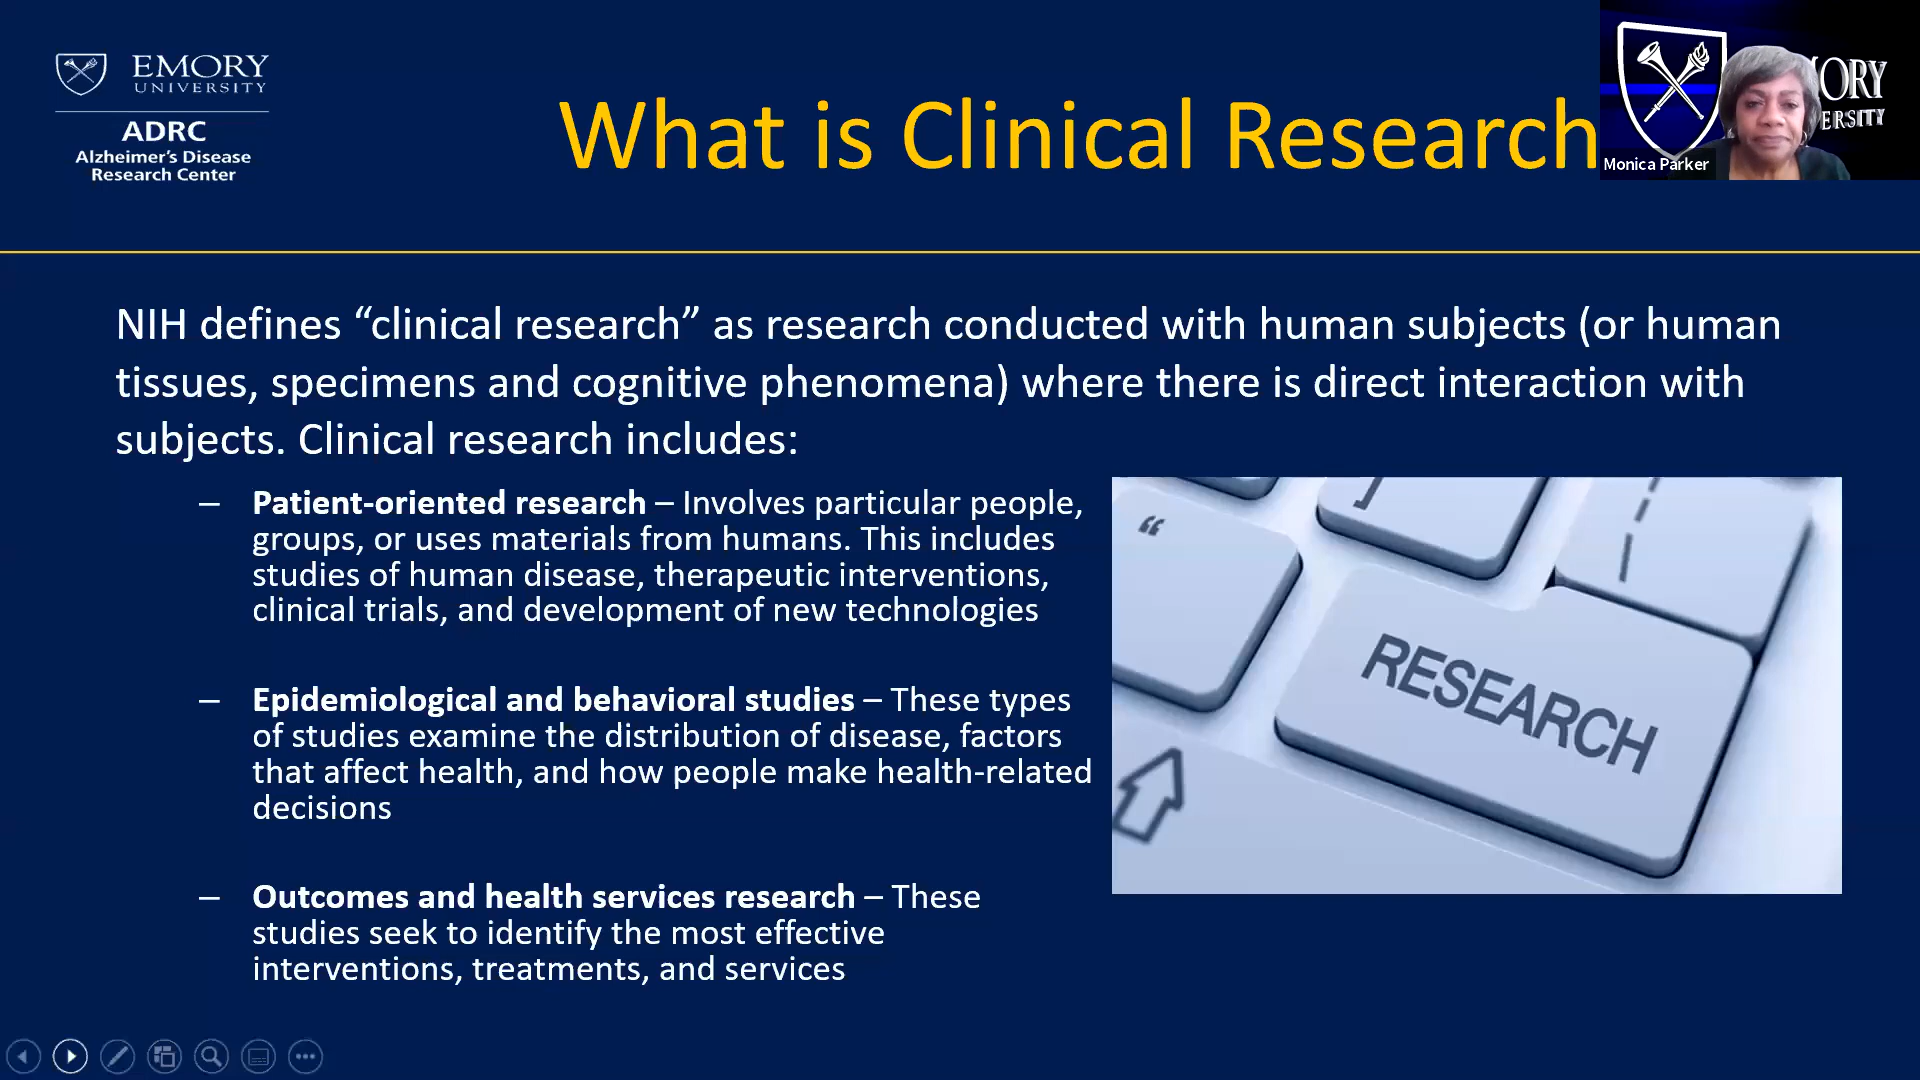 EMORY
UNIVERSITY
ADRC
Alzheimer's Disease
Research Center
What is Clinical Research
ORY
ERSITY
Monica Parker
NIH defines “clinical research” as research conducted with human subjects (or human
tissues, specimens and cognitive phenomena) where there is direct interaction with
subjects. Clinical research includes:
– Patient-oriented research – Involves particular people,
groups, or uses materials from humans. This includes
studies of human disease, therapeutic interventions,
clinical trials, and development of new technologies
– Epidemiological and behavioral studies – These types
of studies examine the distribution of disease, factors
that affect health, and how people make health-related
decisions
– Outcomes and health services research – These
studies seek to identify the most effective
interventions, treatments, and services
“
]
RESEARCH